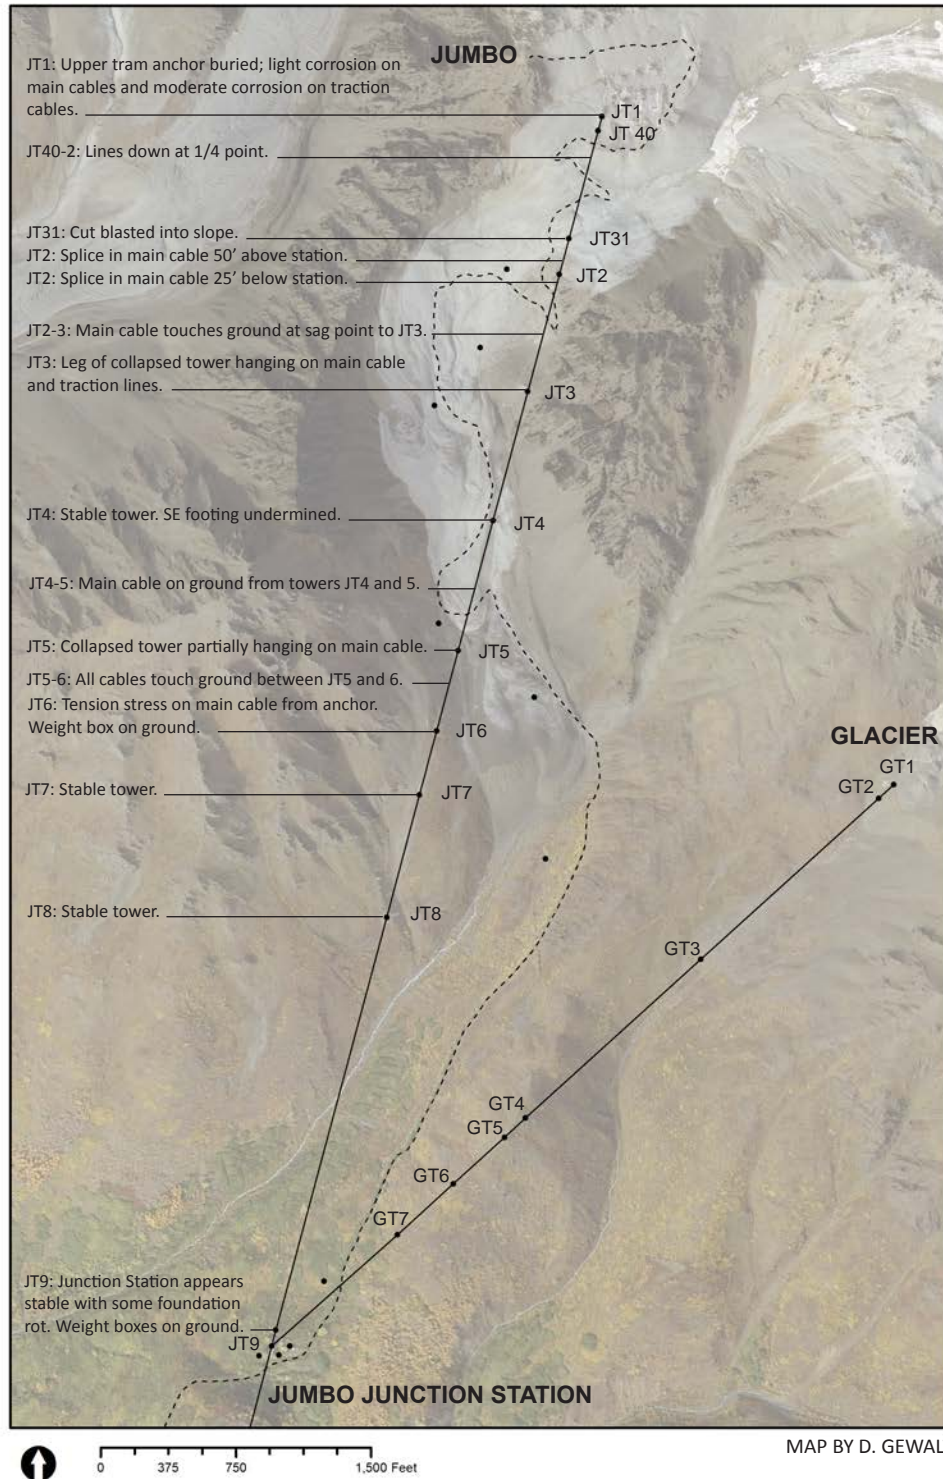 JUMBO
JT1: Upper tram anchor buried; light corrosion on
main cables and moderate corrosion on traction
cables.
JT1
JT 40
JT40-2: Lines down at 1/4 point.
JT31: Cut blasted into slope.
JT31
JT2: Splice in main cable 50’ above station.
JT2: Splice in main cable 25’ below station.
JT2
JT2-3: Main cable touches ground at sag point to JT3.
JT3: Leg of collapsed tower hanging on main cable
and traction lines.
JT3
JT4: Stable tower. SE footing undermined.
JT4
JT4-5: Main cable on ground from towers JT4 and 5.
JT5: Collapsed tower partially hanging on main cable.
JT5
JT5-6: All cables touch ground between JT5 and 6.
JT6: Tension stress on main cable from anchor.
Weight box on ground.
JT6
GLACIER
GT1
GT2
JT7: Stable tower.
JT7
JT8: Stable tower.
JT8
GT3
GT4
GT5
GT6
GT7
JT9: Junction Station appears
stable with some foundation
rot. Weight boxes on ground.
JT9
JUMBO JUNCTION STATION
MAP BY D. GEWAL
0 375 750 1,500 Feet